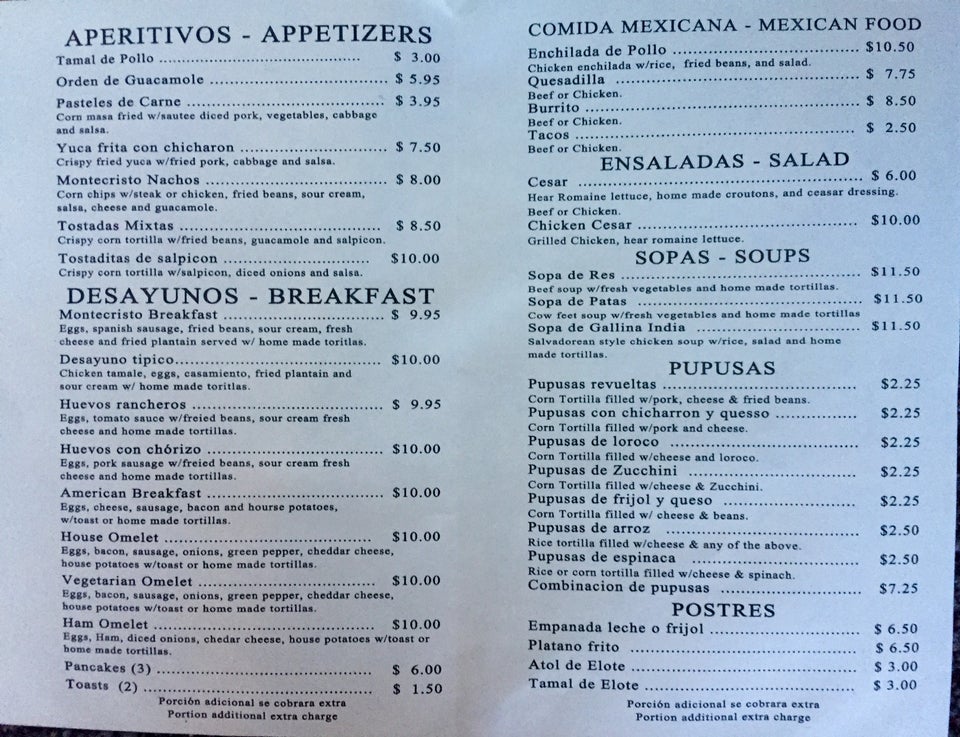 APERITIVOS - APPETIZERS
Tamal de Pollo ................................................ $ 3.00
Orden de Guacamole ........................................ $ 5.95
Pasteles de Carne ............................................ $ 3.95
Corn masa fried w/sautee diced pork, vegetables, cabbage
and salsa.
Yuca frita con chicharon ................................... $ 7.50
Crispy fried yuca w/fried pork, cabbage and salsa.
Montecristo Nachos ......................................... $ 8.00
Corn chips w/steak or chicken, fried beans, sour cream,
salsa, cheese and guacamole.
Tostadas Mixtas ............................................. $ 8.50
Crispy corn tortilla w/fried beans, guacamole and salpicon.
Tostaditas de salpicon ................................. $10.00
Crispy corn tortilla w/salpicon, diced onions and salsa.
DESAYUNOS - BREAKFAST
Montecristo Breakfast .................................... $ 9.95
Eggs, spanish sausage, fried beans, sour cream, fresh
cheese and fried plantain served w/ home made toritlas.
Desayuno tipico.............................................. $10.00
Chicken tamale, eggs, casamiento, fried plantain and
sour cream w/ home made toritlas.
Huevos rancheros ........................................... $ 9.95
Eggs, tomato sauce w/freied beans, sour cream fresh
cheese and home made tortillas.
Huevos con chórizo ........................................ $10.00
Eggs, pork sausage w/freied beans, sour cream fresh
cheese and home made tortillas.
American Breakfast ........................................ $10.00
Eggs, cheese, sausage, bacon and hourse potatoes,
w/toast or home made tortillas.
House Omelet .............................................. $10.00
Eggs, bacon, sausage, onions, green pepper, cheddar cheese,
house potatoes w/toast or home made tortillas.
Vegetarian Omelet ....................................... $10.00
Eggs, bacon, sausage, onions, green pepper, cheddar cheese,
house potatoes w/toast or home made tortillas.
Ham Omelet ................................................ $10.00
Eggs, Ham, diced onions, chedar cheese, house potatoes w/toast or
home made tortillas.
Pancakes (3) ................................................ $ 6.00
Toasts (2) .................................................... $ 1.50
Porción adicional se cobrara extra
Portion additional extra charge
COMIDA MEXICANA - MEXICAN FOOD
Enchilada de Pollo ......................................... $10.50
Chicken enchilada w/rice, fried beans, and salad.
Quesadilla ...................................................... $ 7.75
Beef or Chicken.
Burrito ............................................................ $ 8.50
Beef or Chicken.
Tacos .............................................................. $ 2.50
Beef or Chicken.
ENSALADAS - SALAD
Cesar .............................................................. $ 6.00
Hear Romaine lettuce, home made croutons, and ceasar dressing.
Beef or Chicken.
Chicken Cesar ................................................ $10.00
Grilled Chicken, hear romaine lettuce.
SOPAS - SOUPS
Sopa de Res ................................................... $11.50
Beef soup w/fresh vegetables and home made tortillas.
Sopa de Patas ................................................ $11.50
Cow feet soup w/fresh vegetables and home made tortillas
Sopa de Gallina India ..................................... $11.50
Salvadorean style chicken soup w/rice, salad and home
made tortillas.
PUPUSAS
Pupusas revueltas ........................................... $2.25
Corn Tortilla filled w/pork, cheese & fried beans.
Pupusas con chicharron y quesso .................. $2.25
Corn Tortilla filled w/pork and cheese.
Pupusas de loroco .......................................... $2.25
Corn Tortilla filled w/cheese and loroco.
Pupusas de Zucchini ...................................... $2.25
Corn Tortilla filled w/cheese & Zucchini.
Pupusas de frijol y queso .............................. $2.25
Corn Tortilla filled w/ cheese & beans.
Pupusas de arroz ........................................... $2.50
Rice tortilla filled w/cheese & any of the above.
Pupusas de espinaca ..................................... $2.50
Rice or corn tortilla filled w/cheese & spinach.
Combinacion de pupusas .............................. $7.25
POSTRES
Empanada leche o frijol ................................. $ 6.50
Platano frito ................................................... $ 6.50
Atol de Elote ................................................... $ 3.00
Tamal de Elote ................................................ $ 3.00
Porción adicional se cobrara extra
Portion additional extra charge